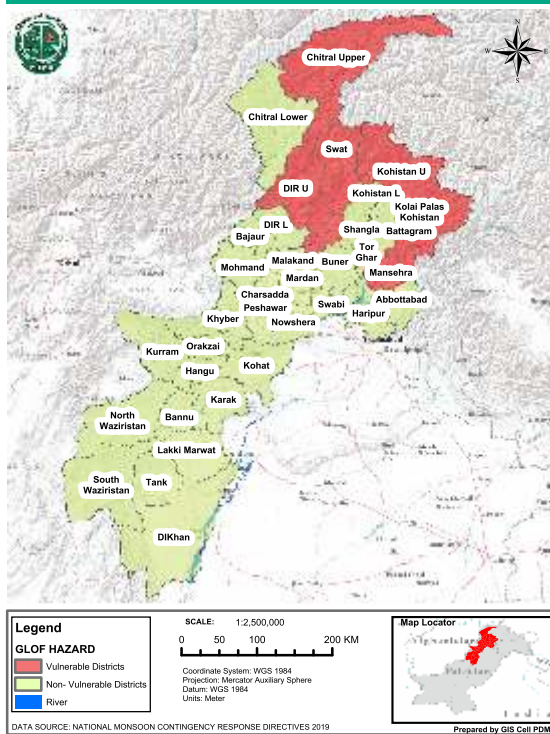 N
W
E
S
Chitral Upper
Chitral Lower
Swat
Kohistan U
DIR U
Kohistan L
Kolai Palas
Kohistan
DIR L
Shangla
Battagram
Bajaur
Tor
Ghar
Malakand
Buner
Mohmand
Mansehra
Mardan
Charsadda
Swabi
Abbottabad
Peshawar
Haripur
Khyber
Nowshera
Orakzai
Kurram
Kohat
Hangu
Karak
North
Waziristan
Bannu
Lakki Marwat
South
Waziristan
Tank
DIKhan
Legend
GLOF HAZARD
Vulnerable Districts
Non- Vulnerable Districts
River
SCALE: 1:2,500,000
0 50 100 200 KM
Coordinate System: WGS 1984
Projection: Mercator Auxiliary Sphere
Datum: WGS 1984
Units: Meter
Map Locator
Pakistan
India
DATA SOURCE: NATIONAL MONSOON CONTINGENCY RESPONSE DIRECTIVES 2019
Prepared by GIS Cell PDM